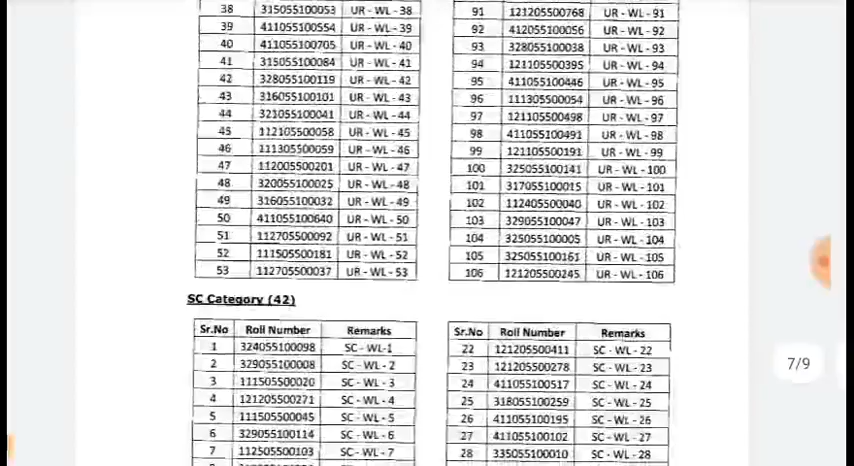 38 315055100053 UR - WL - 38
39 411055100554 UR - WL - 39
40 411055100705 UR - WL - 40
41 315055100084 UR - WL - 41
42 328055100119 UR - WL - 42
43 316055100101 UR - WL - 43
44 321055100041 UR - WL - 44
45 112105500058 UR - WL - 45
46 111305500059 UR - WL - 46
47 112005500201 UR - WL - 47
48 320055100025 UR - WL - 48
49 316055100032 UR - WL - 49
50 411055100640 UR - WL - 50
51 112705500092 UR - WL - 51
52 111505500181 UR - WL - 52
53 112705500037 UR - WL - 53
91 121205500768 UR - WL - 91
92 412055100056 UR - WL - 92
93 328055100038 UR - WL - 93
94 121105500395 UR - WL - 94
95 411055100446 UR - WL - 95
96 111305500054 UR - WL - 96
97 121105500498 UR - WL - 97
98 411055100491 UR - WL - 98
99 121105500191 UR - WL - 99
100 325055100141 UR - WL - 100
101 317055100015 UR - WL - 101
102 112405500040 UR - WL - 102
103 329055100047 UR - WL - 103
104 325055100005 UR - WL - 104
105 325055100161 UR - WL - 105
106 121205500245 UR - WL - 106
SC Category (42)
Sr.No Roll Number Remarks
1 324055100098 SC - WL-1
2 329055100008 SC - WL - 2
3 111505500020 SC - WL - 3
4 121205500271 SC - WL - 4
5 111505500045 SC - WL - 5
6 329055100114 SC - WL - 6
7 112505500103 SC - WL - 7
Sr.No Roll Number Remarks
22 121205500411 SC - WL - 22
23 121205500278 SC - WL - 23
24 411055100517 SC - WL - 24
25 318055100259 SC - WL - 25
26 411055100195 SC - WL - 26
27 411055100102 SC - WL - 27
28 335055100010 SC - WL - 28
7/9